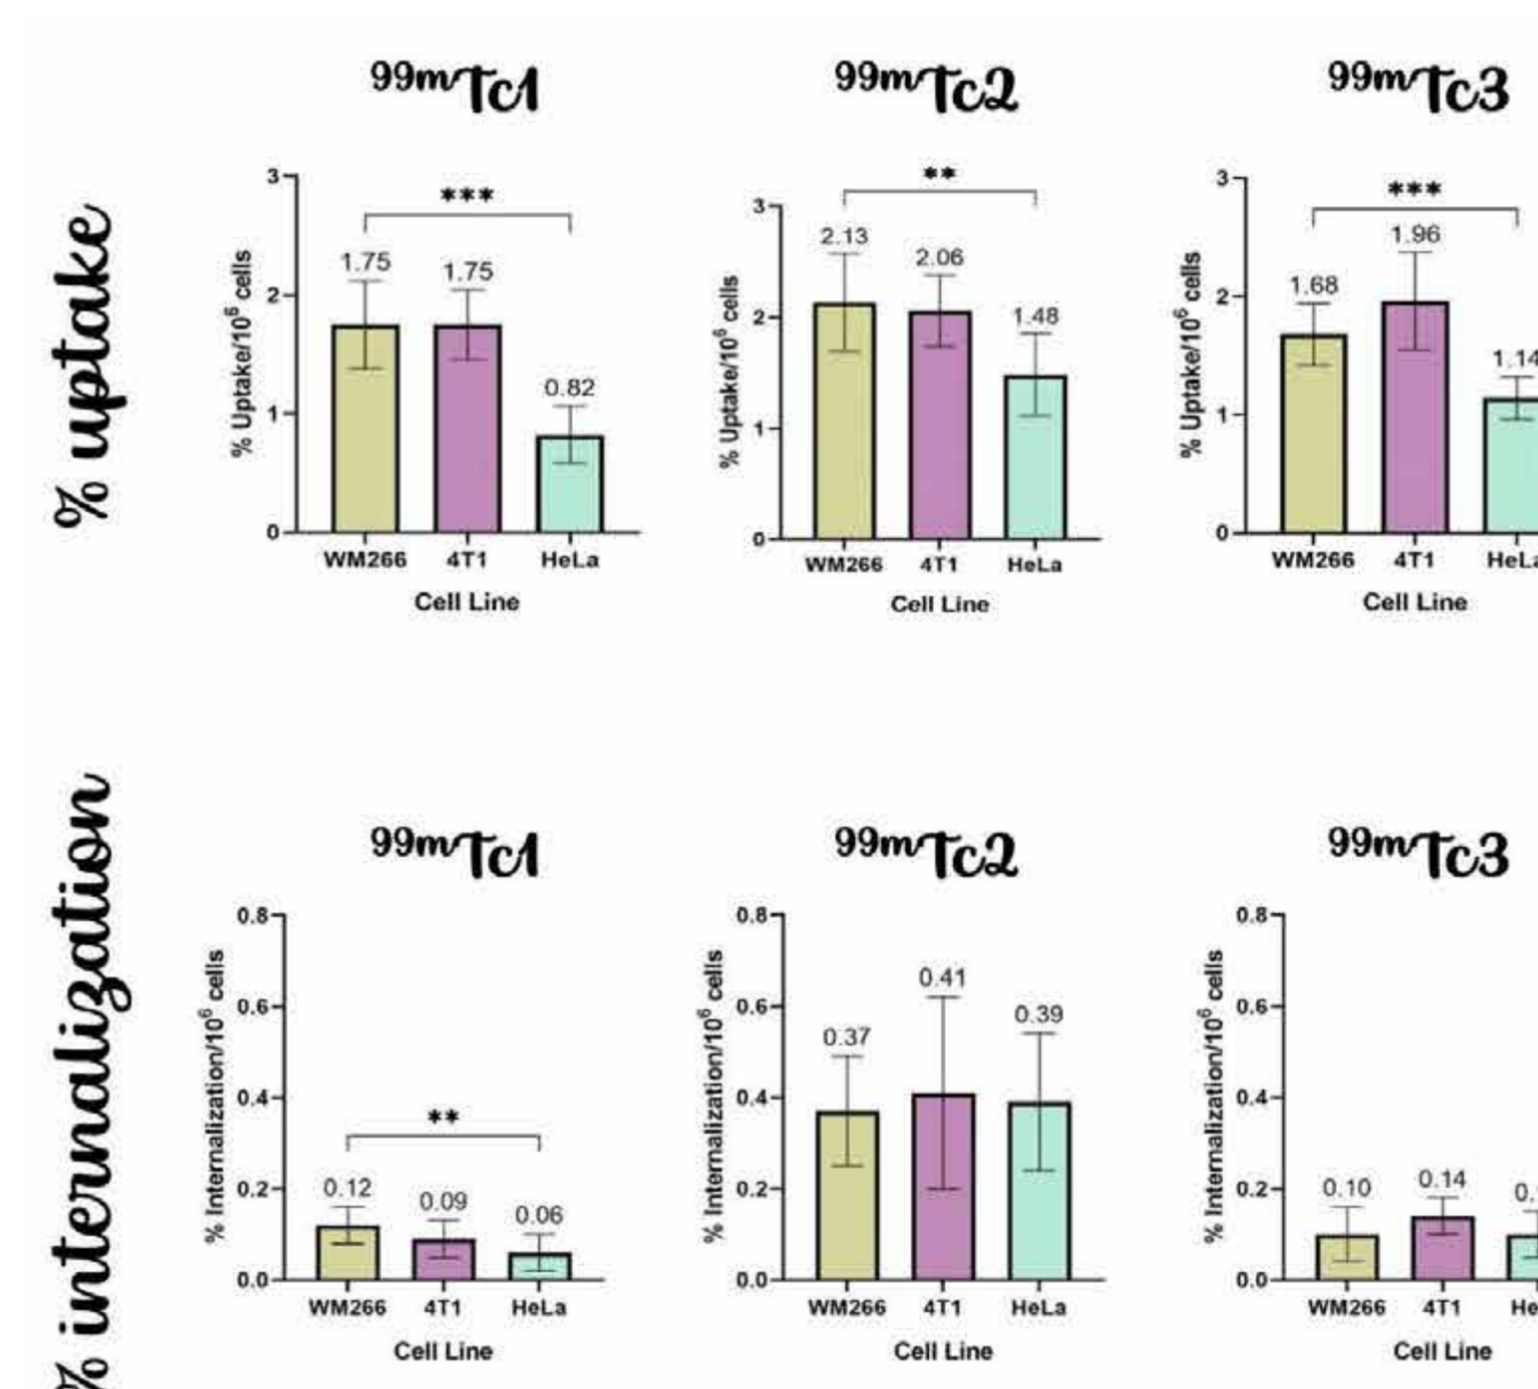 99mTc1
99mTc2
99mTc3
% uptake
***
3
2
1
0
% Uptake/10⁶ cells
1.75
1.75
0.82
WM266 4T1 HeLa
Cell Line
**
3
2
1
0
% Uptake/10⁶ cells
2.13
2.06
1.48
WM266 4T1 HeLa
Cell Line
***
3
2
1
0
% Uptake/10⁶ cells
1.68
1.96
1.14
WM266 4T1
Cell Line
% internalization
99mTc1
99mTc2
99mTc3
0.8
0.6
0.4
0.2
0.0
% Internalization/10⁶ cells
**
0.12
0.09
0.06
WM266 4T1 HeLa
Cell Line
0.8
0.6
0.4
0.2
0.0
% Internalization/10⁶ cells
0.37
0.41
0.39
WM266 4T1 HeLa
Cell Line
0.8
0.6
0.4
0.2
0.0
% Internalization/10⁶ cells
0.10
0.14
WM266 4T1
Cell Line